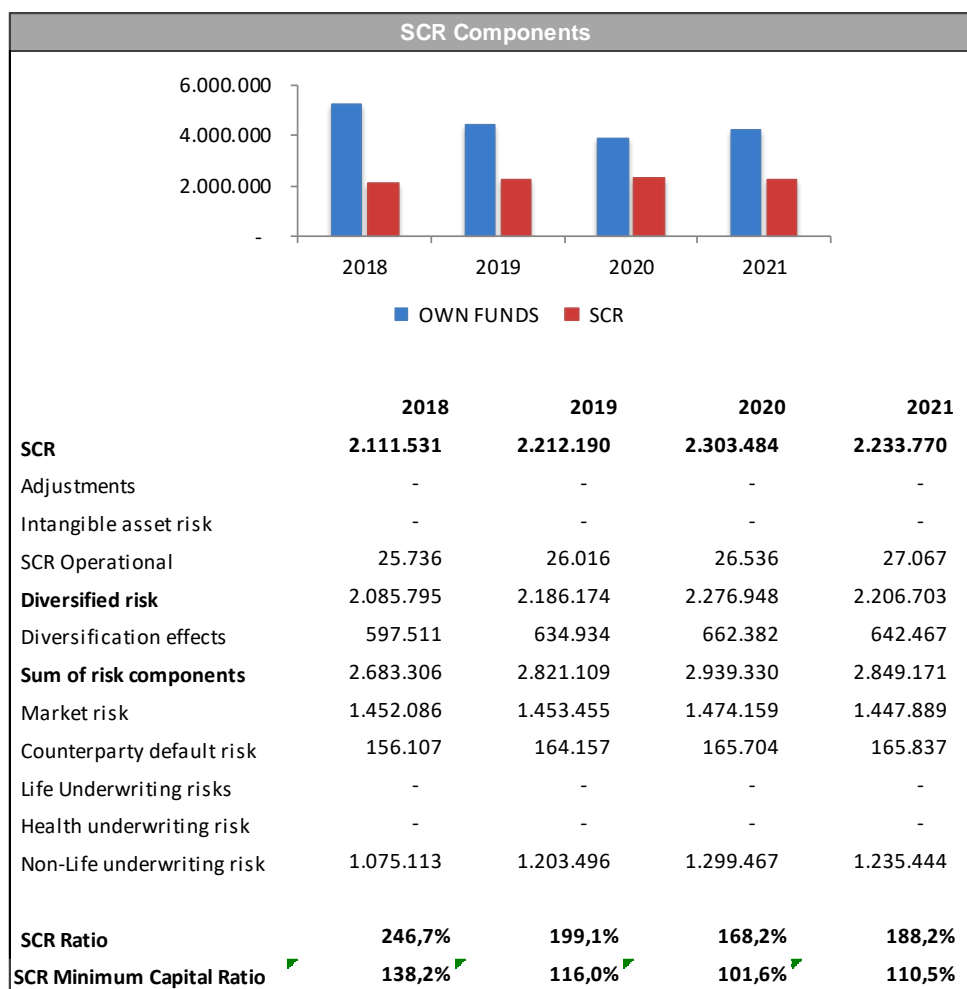 SCR Components
6.000.000
4.000.000
2.000.000
-
2018 2019 2020 2021
OWN FUNDS SCR
2018 2019 2020 2021
SCR 2.111.531 2.212.190 2.303.484 2.233.770
Adjustments - - - -
Intangible asset risk - - - -
SCR Operational 25.736 26.016 26.536 27.067
Diversified risk 2.085.795 2.186.174 2.276.948 2.206.703
Diversification effects 597.511 634.934 662.382 642.467
Sum of risk components 2.683.306 2.821.109 2.939.330 2.849.171
Market risk 1.452.086 1.453.455 1.474.159 1.447.889
Counterparty default risk 156.107 164.157 165.704 165.837
Life Underwriting risks - - - -
Health underwriting risk - - - -
Non-Life underwriting risk 1.075.113 1.203.496 1.299.467 1.235.444
SCR Ratio 246,7% 199,1% 168,2% 188,2%
SCR Minimum Capital Ratio 138,2% 116,0% 101,6% 110,5%